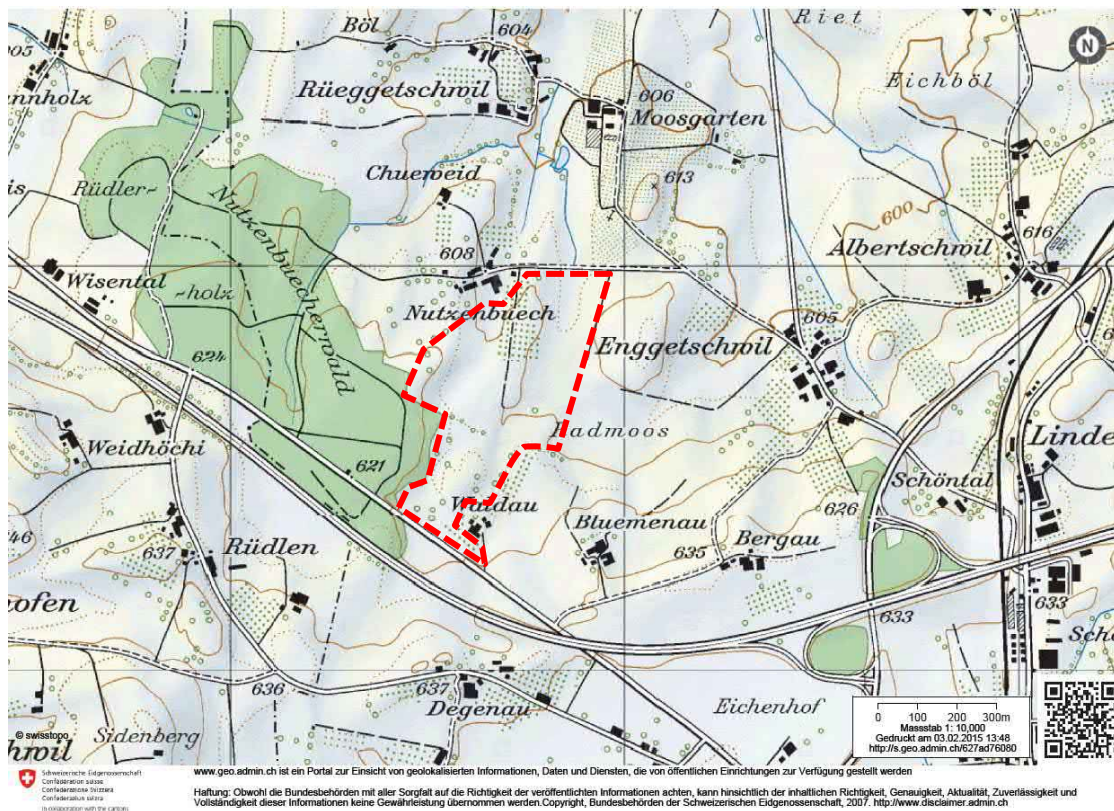 Böl
604
Riet
N
605
Rüeggetschwil
606
Moosgarten
Eichböl
Chuerweid
613
Rüdler-
600
616
Nutzenbuecherwald
608
Albertschwil
Wisental
-holz
Nutzenbuech
605
Enggetschwil
624
Weidhöchi
621
Badmoos
Linde
Schöntal
Waldau
626
Bluemenau
637
Rüdlen
635
Bergau
ofen
633
633
636
637
Degenau
Eichenhof
Sidenberg
0 100 200 300m
Massstab 1: 10,000
Gedruckt am 03.02.2015 13:48
http://s.geo.admin.ch/627ad76080
© swisstopo
Schweizerische Eidgenossenschaft
Confédération suisse
Confederazione Svizzera
Confederaziun svizra
In collaboration with the cantons
www.geo.admin.ch ist ein Portal zur Einsicht von geolokalisierten Informationen, Daten und Diensten, die von öffentlichen Einrichtungen zur Verfügung gestellt werden
Haftung: Obwohl die Bundesbehörden mit aller Sorgfalt auf die Richtigkeit der veröffentlichten Informationen achten, kann hinsichtlich der inhaltlichen Richtigkeit, Genauigkeit, Aktualität, Zuverlässigkeit und
Vollständigkeit dieser Informationen keine Gewährleistung übernommen werden.Copyright, Bundesbehörden der Schweizerischen Eidgenossenschaft, 2007. http://www.disclaimer.admin.ch